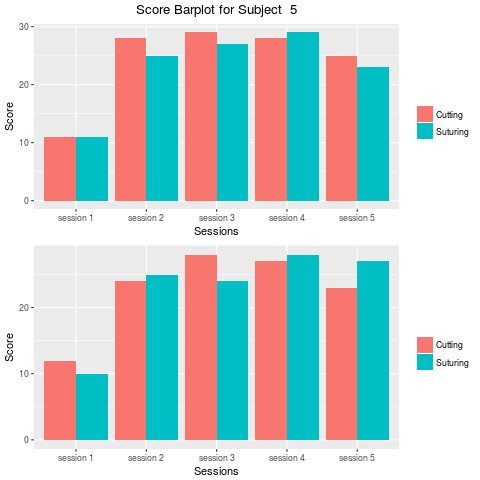 Score Barplot for Subject  5
30
20
10
0
Score
session 1 session 2 session 3 session 4 session 5
Sessions
Cutting
Suturing
20
10
0
Score
session 1 session 2 session 3 session 4 session 5
Sessions
Cutting
Suturing